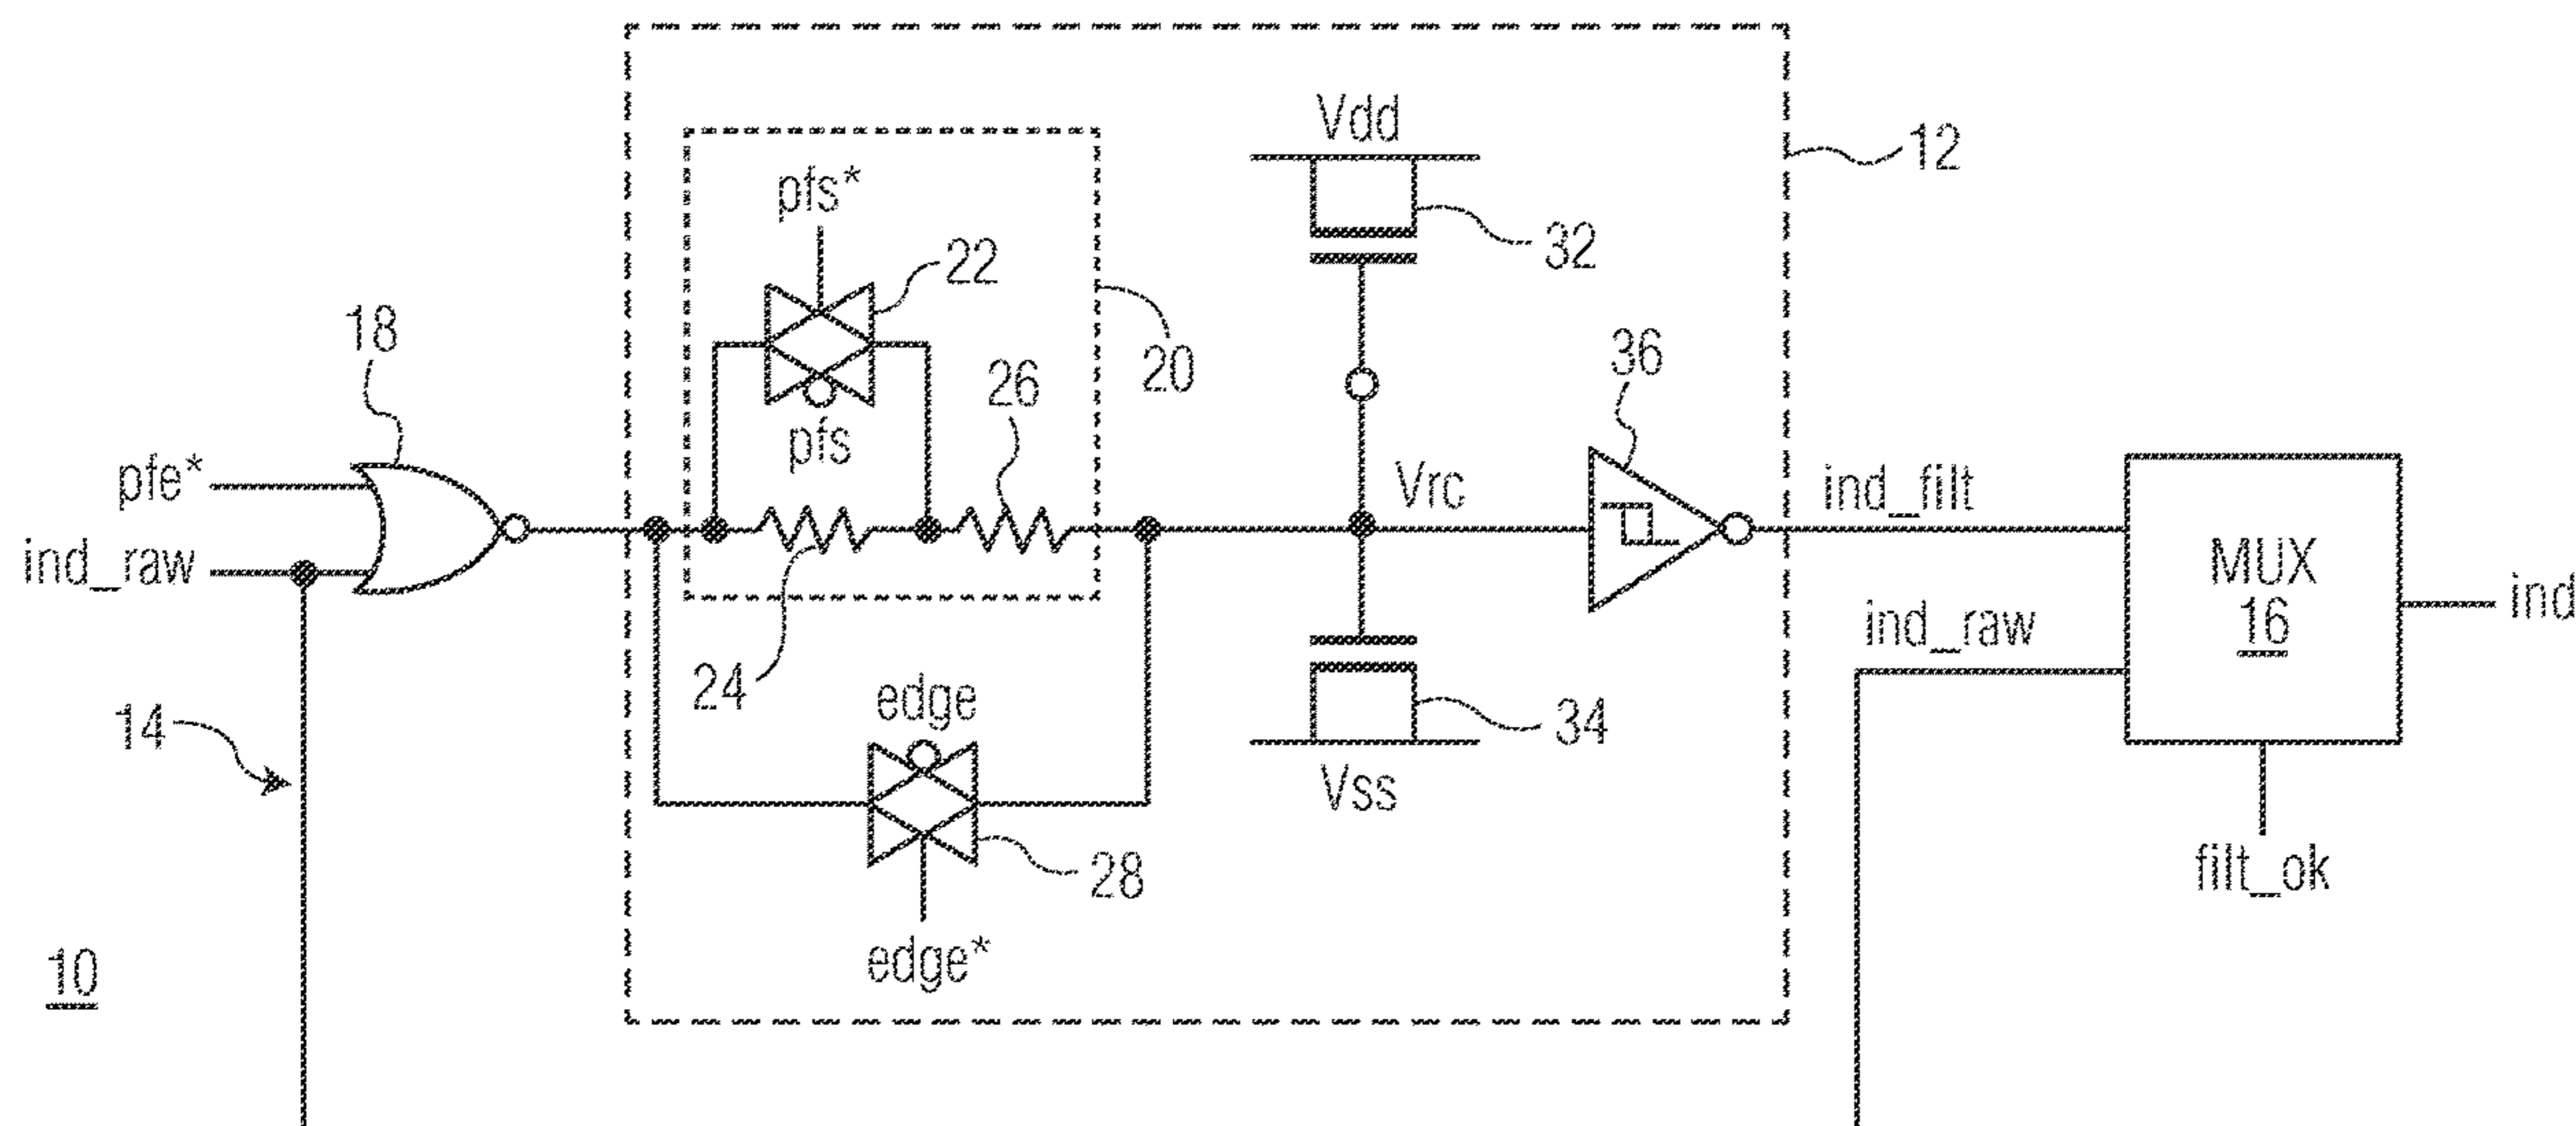 Vdd
12
pfs*
22
32
18
20
36
26
pfs
pfe*
Vrc
ind_filt
ind_raw
MUX
16
ind
ind_raw
24
edge
14
34
Vss
28
filt_ok
edge*
10